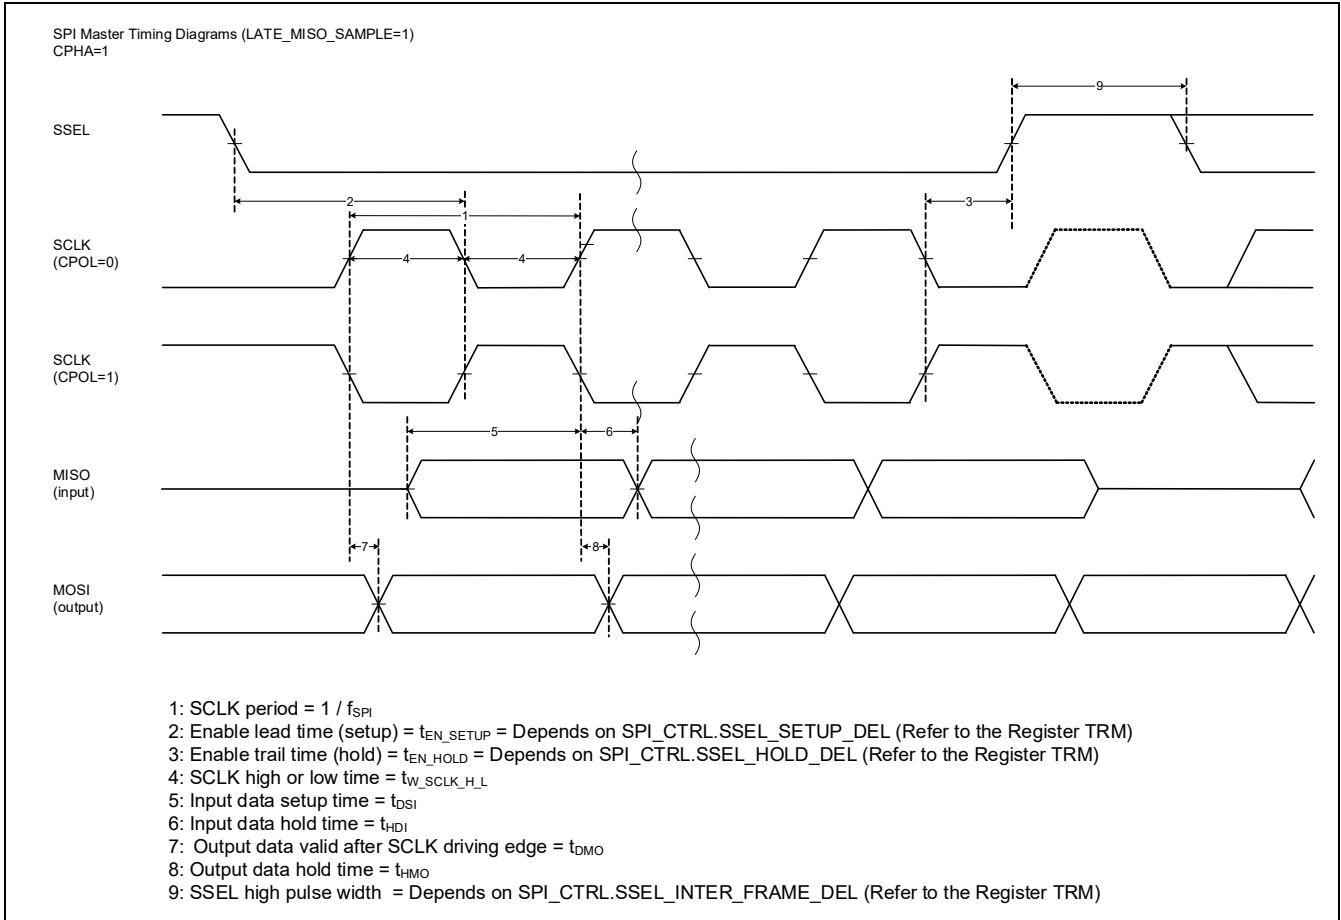 SPI Master Timing Diagrams (LATE_MISO_SAMPLE=1)
CPHA=1
9
SSEL
2
3
1
SCLK
(CPOL=0)
4
4
SCLK
(CPOL=1)
5
6
MISO
(input)
7
8
MOSI
(output)
1: SCLK period = 1 / fSPI
2: Enable lead time (setup) = tEN_SETUP = Depends on SPI_CTRL.SSEL_SETUP_DEL (Refer to the Register TRM)
3: Enable trail time (hold) = tEN_HOLD = Depends on SPI_CTRL.SSEL_HOLD_DEL (Refer to the Register TRM)
4: SCLK high or low time = tW_SCLK_H_L
5: Input data setup time = tDSI
6: Input data hold time = tHDI
7: Output data valid after SCLK driving edge = tDMO
8: Output data hold time = tHMO
9: SSEL high pulse width = Depends on SPI_CTRL.SSEL_INTER_FRAME_DEL (Refer to the Register TRM)